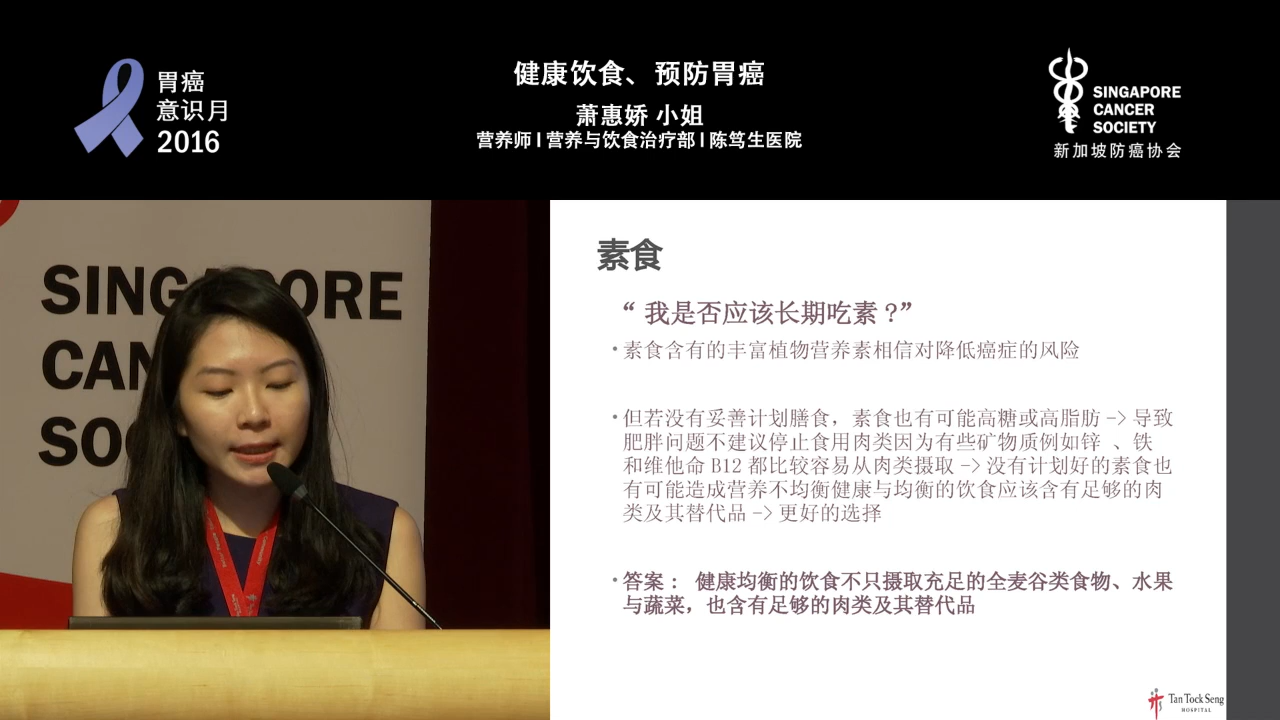 胃癌
意识月
2016
健康饮食、预防胃癌
萧惠娇 小姐
营养师 I 营养与饮食治疗部 I 陈笃生医院
SINGAPORE
CANCER
SOCIETY
新加坡防癌协会
素食
“ 我是否应该长期吃素 ?”
• 素食含有的丰富植物营养素相信对降低癌症的风险
• 但若没有妥善计划膳食，素食也有可能高糖或高脂肪 -> 导致
肥胖问题不建议停止食用肉类因为有些矿物质例如锌 、铁
和维他命 B12 都比较容易从肉类摄取 -> 没有计划好的素食也
有可能造成营养不均衡健康与均衡的饮食应该含有足够的肉
类及其替代品 -> 更好的选择
• 答案 ： 健康均衡的饮食不只摄取充足的全麦谷类食物、水果
与蔬菜，也含有足够的肉类及其替代品
Tan Tock Seng
HOSPITAL